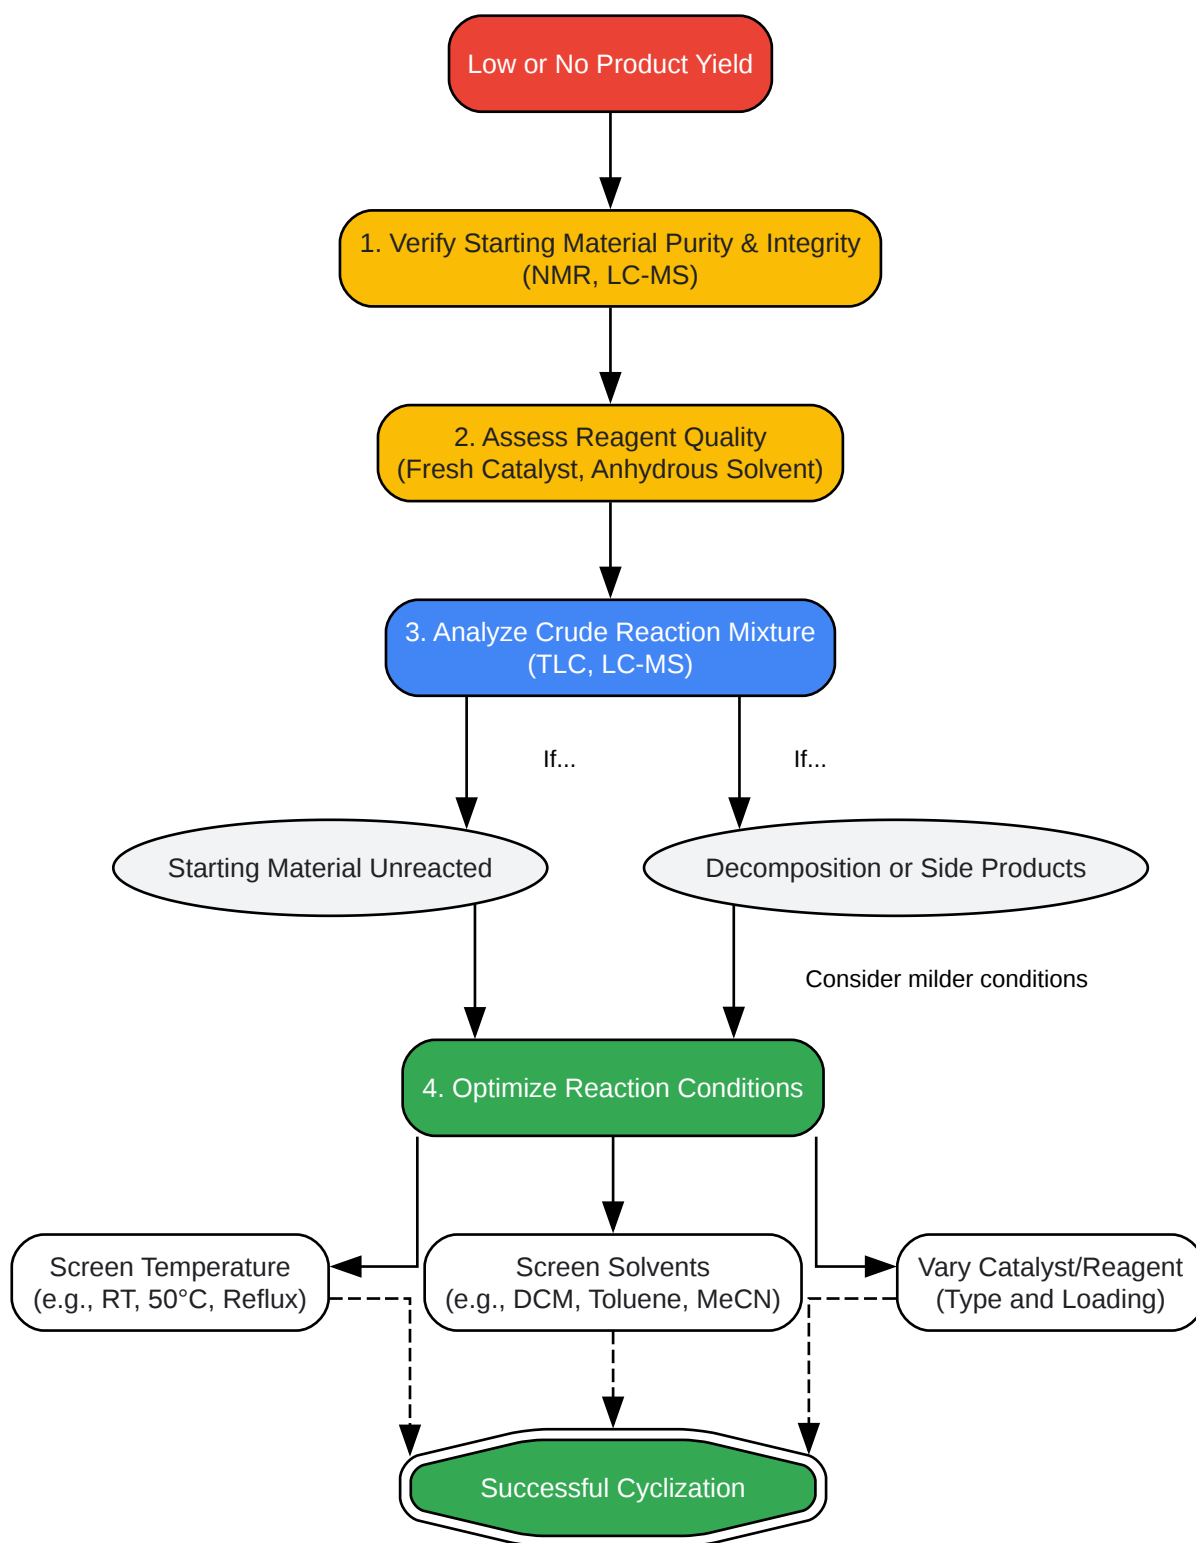 Low or No Product Yield
1. Verify Starting Material Purity & Integrity
(NMR, LC-MS)
2. Assess Reagent Quality
(Fresh Catalyst, Anhydrous Solvent)
3. Analyze Crude Reaction Mixture
(TLC, LC-MS)
If...
If...
Starting Material Unreacted
Decomposition or Side Products
Consider milder conditions
4. Optimize Reaction Conditions
Screen Temperature
(e.g., RT, 50°C, Reflux)
Screen Solvents
(e.g., DCM, Toluene, MeCN)
Vary Catalyst/Reagent
(Type and Loading)
Successful Cyclization